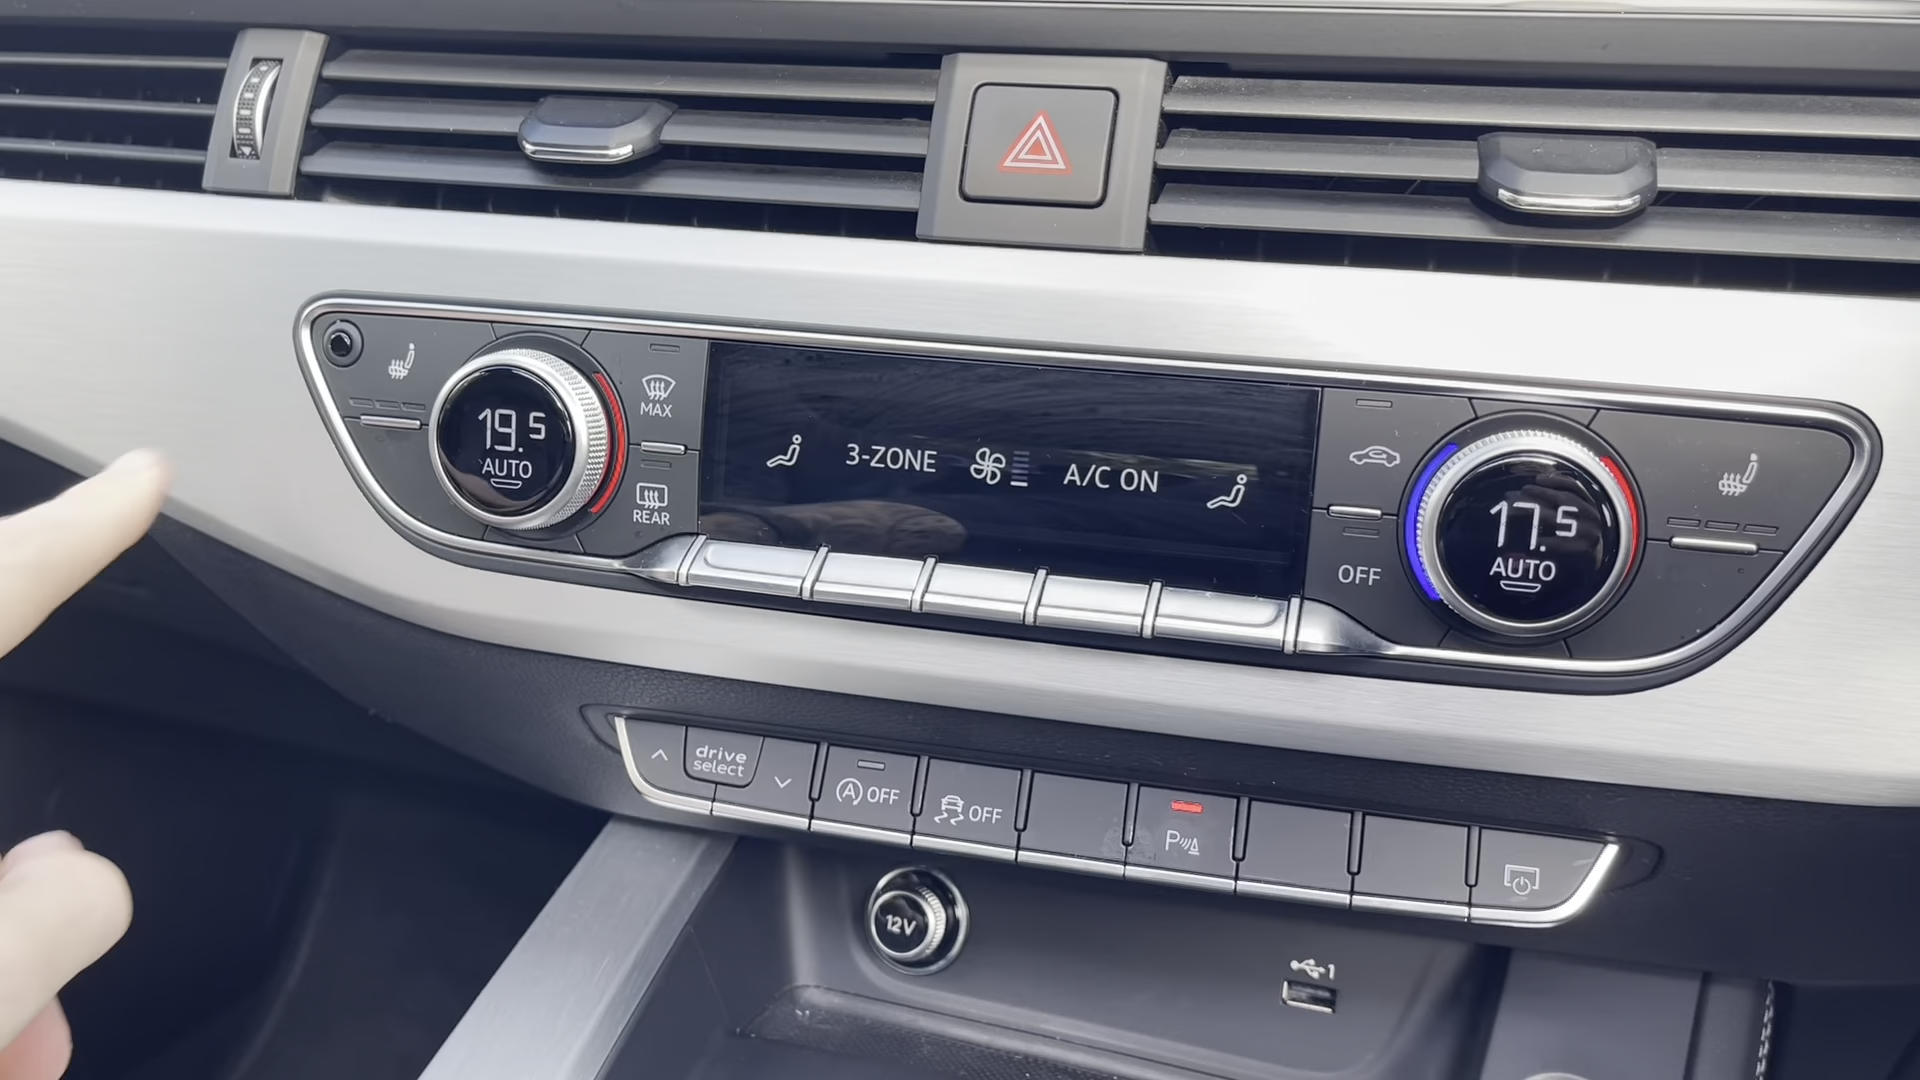 19.5
AUTO
MAX
REAR
3-ZONE
A/C ON
OFF
17.5
AUTO
drive
select
A OFF
OFF
P
12V
1